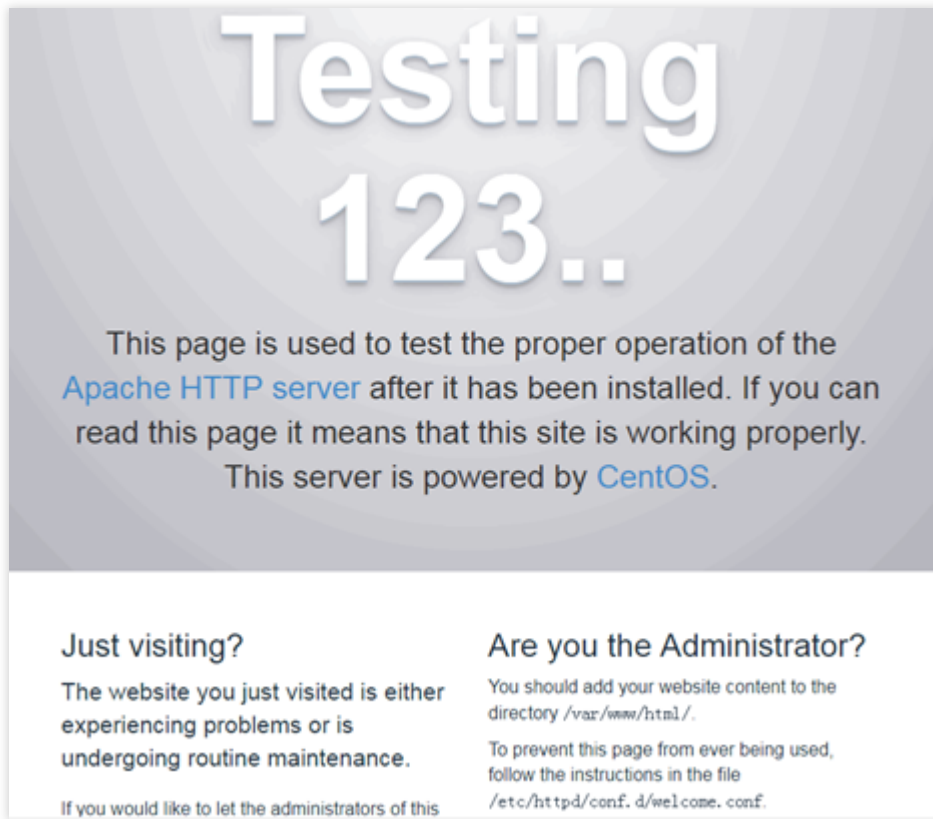 Testing
123..
This page is used to test the proper operation of the
Apache HTTP server after it has been installed. If you can
read this page it means that this site is working properly.
This server is powered by CentOS.
Just visiting?
The website you just visited is either
experiencing problems or is
undergoing routine maintenance.
If you would like to let the administrators of this
Are you the Administrator?
You should add your website content to the
directory /var/www/html/.
To prevent this page from ever being used,
follow the instructions in the file
/etc/httpd/conf.d/welcome.conf.